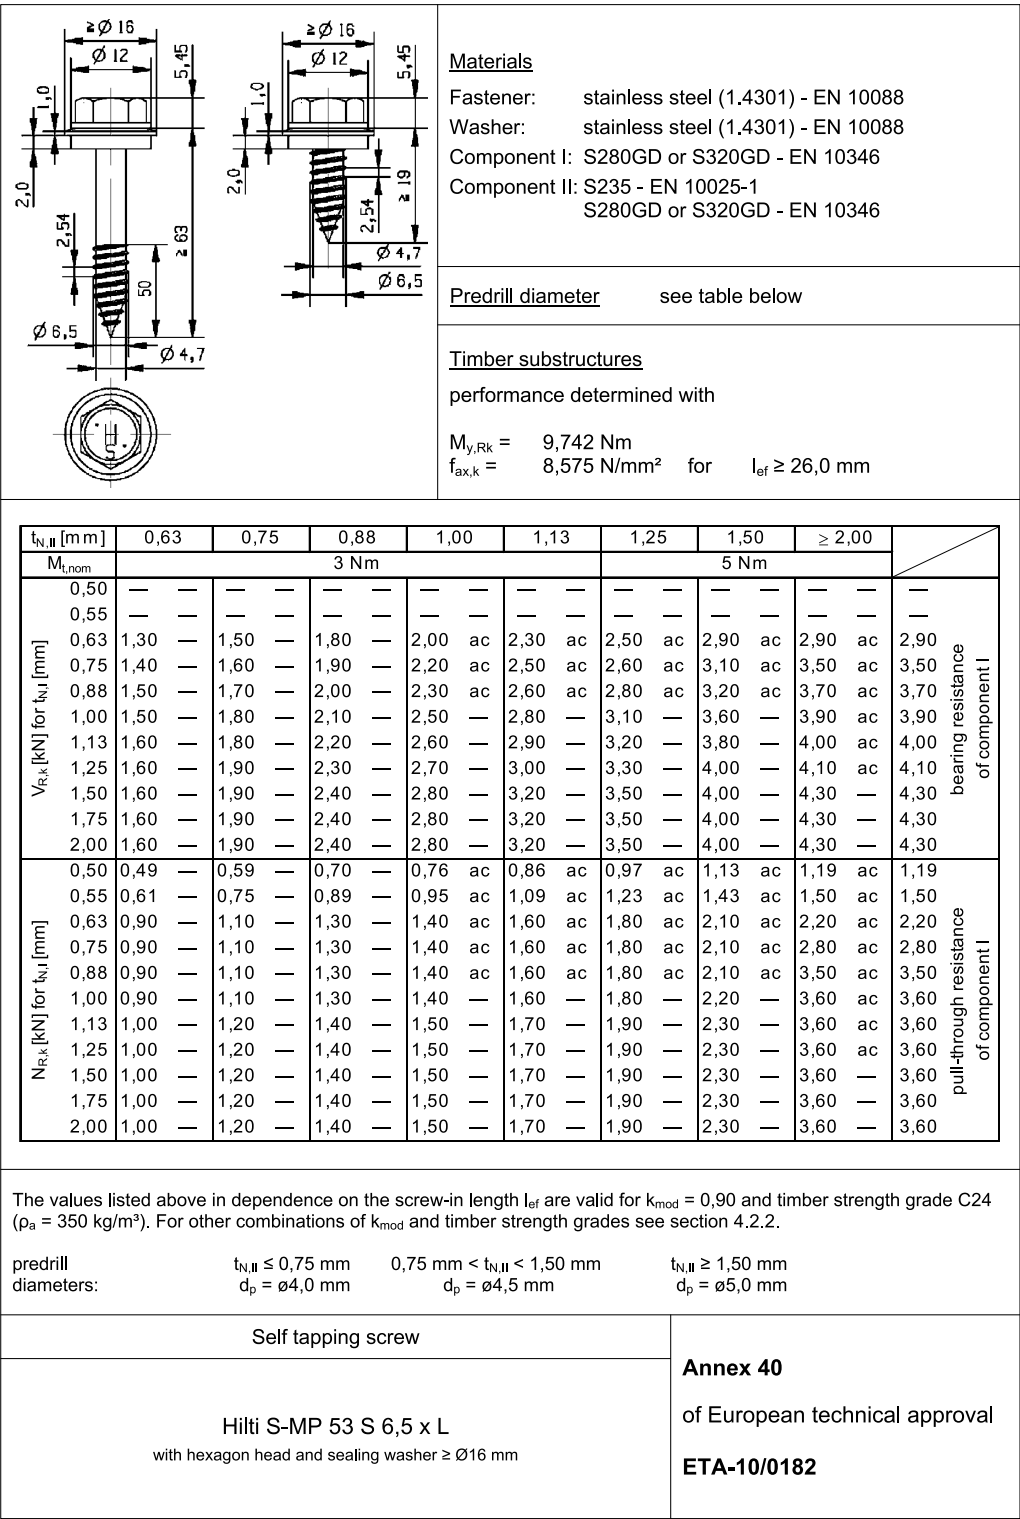 ≥Ø 16
Ø 12
5,45
1,0
2,0
2,54
≥ 63
50
Ø 6,5
Ø 4,7
≥Ø 16
Ø 12
5,45
1,0
2,0
2,54
≥ 19
Ø 4,7
Ø 6,5
S
Materials
Fastener: stainless steel (1.4301) - EN 10088
Washer: stainless steel (1.4301) - EN 10088
Component I: S280GD or S320GD - EN 10346
Component II: S235 - EN 10025-1
S280GD or S320GD - EN 10346
Predrill diameter see table below
Timber substructures
performance determined with
My,Rk = 9,742 Nm
fax,k = 8,575 N/mm² for lef ≥ 26,0 mm
tN,II [mm] 0,63 0,75 0,88 1,00 1,13 1,25 1,50 ≥ 2,00
Mt,nom 3 Nm 5 Nm
VR,k [kN] for tN,I [mm]
0,50 — — — — — — — — — — — — — — — — —
0,55 — — — — — — — — — — — — — — — — —
0,63 1,30 — 1,50 — 1,80 — 2,00 ac 2,30 ac 2,50 ac 2,90 ac 2,90 ac 2,90
0,75 1,40 — 1,60 — 1,90 — 2,20 ac 2,50 ac 2,60 ac 3,10 ac 3,50 ac 3,50
0,88 1,50 — 1,70 — 2,00 — 2,30 ac 2,60 ac 2,80 ac 3,20 ac 3,70 ac 3,70
1,00 1,50 — 1,80 — 2,10 — 2,50 — 2,80 — 3,10 — 3,60 — 3,90 ac 3,90
1,13 1,60 — 1,80 — 2,20 — 2,60 — 2,90 — 3,20 — 3,80 — 4,00 ac 4,00
1,25 1,60 — 1,90 — 2,30 — 2,70 — 3,00 — 3,30 — 4,00 — 4,10 ac 4,10
1,50 1,60 — 1,90 — 2,40 — 2,80 — 3,20 — 3,50 — 4,00 — 4,30 — 4,30
1,75 1,60 — 1,90 — 2,40 — 2,80 — 3,20 — 3,50 — 4,00 — 4,30 — 4,30
2,00 1,60 — 1,90 — 2,40 — 2,80 — 3,20 — 3,50 — 4,00 — 4,30 — 4,30
bearing resistance
of component I
NR,k [kN] for tN,I [mm]
0,50 0,49 — 0,59 — 0,70 — 0,76 ac 0,86 ac 0,97 ac 1,13 ac 1,19 ac 1,19
0,55 0,61 — 0,75 — 0,89 — 0,95 ac 1,09 ac 1,23 ac 1,43 ac 1,50 ac 1,50
0,63 0,90 — 1,10 — 1,30 — 1,40 ac 1,60 ac 1,80 ac 2,10 ac 2,20 ac 2,20
0,75 0,90 — 1,10 — 1,30 — 1,40 ac 1,60 ac 1,80 ac 2,10 ac 2,80 ac 2,80
0,88 0,90 — 1,10 — 1,30 — 1,40 ac 1,60 ac 1,80 ac 2,10 ac 3,50 ac 3,50
1,00 0,90 — 1,10 — 1,30 — 1,40 — 1,60 — 1,80 — 2,20 — 3,60 ac 3,60
1,13 1,00 — 1,20 — 1,40 — 1,50 — 1,70 — 1,90 — 2,30 — 3,60 ac 3,60
1,25 1,00 — 1,20 — 1,40 — 1,50 — 1,70 — 1,90 — 2,30 — 3,60 ac 3,60
1,50 1,00 — 1,20 — 1,40 — 1,50 — 1,70 — 1,90 — 2,30 — 3,60 — 3,60
1,75 1,00 — 1,20 — 1,40 — 1,50 — 1,70 — 1,90 — 2,30 — 3,60 — 3,60
2,00 1,00 — 1,20 — 1,40 — 1,50 — 1,70 — 1,90 — 2,30 — 3,60 — 3,60
pull-through resistance
of component I
The values listed above in dependence on the screw-in length lef are valid for kmod = 0,90 and timber strength grade C24
(ρa = 350 kg/m³). For other combinations of kmod and timber strength grades see section 4.2.2.
predrill tN,II ≤ 0,75 mm 0,75 mm < tN,II < 1,50 mm tN,II ≥ 1,50 mm
diameters: dp = ø4,0 mm dp = ø4,5 mm dp = ø5,0 mm
Self tapping screw
Hilti S-MP 53 S 6,5 x L
with hexagon head and sealing washer ≥ Ø16 mm
Annex 40
of European technical approval
ETA-10/0182